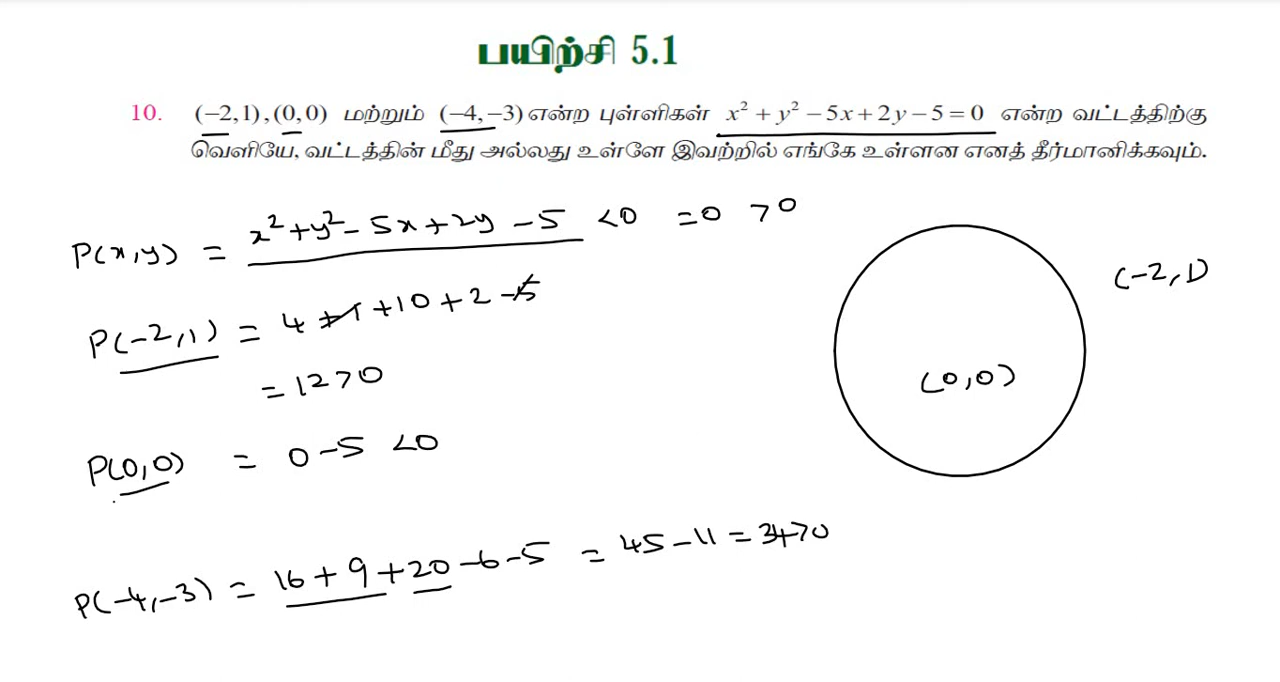 பயிற்சி 5.1
10. (−2,1),(0,0) மற்றும் (−4,−3) என்ற புள்ளிகள் x² + y² − 5x + 2y − 5 = 0 என்ற வட்டத்திற்கு
வெளியே, வட்டத்தின் மீது அல்லது உள்ளே இவற்றில் எங்கே உள்ளன எனத் தீர்மானிக்கவும்.
P(x,y) = x²+y²−5x+2y−5 <0 =0 >0
(−2,1)
P(−2,1) = 4+1+10+2−5
=12>0
(0,0)
P(0,0) = 0−5 <0
P(−4,−3) = 16+9+20−6−5 = 45−11=34>0